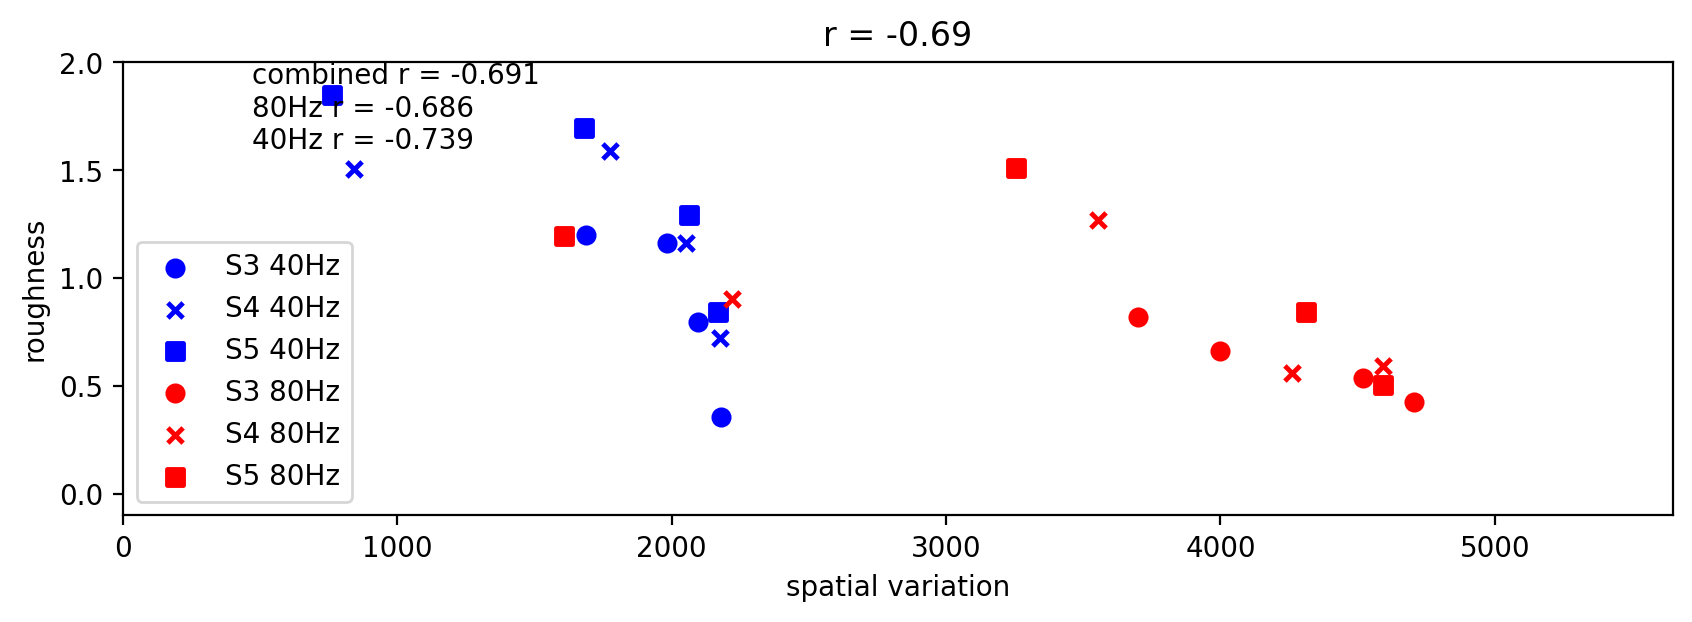 r = -0.69
2.0
combined r = -0.691
80Hz r = -0.686
40Hz r = -0.739
1.5
1.0
0.5
0.0
roughness
S3 40Hz
S4 40Hz
S5 40Hz
S3 80Hz
S4 80Hz
S5 80Hz
0 1000 2000 3000 4000 5000
spatial variation